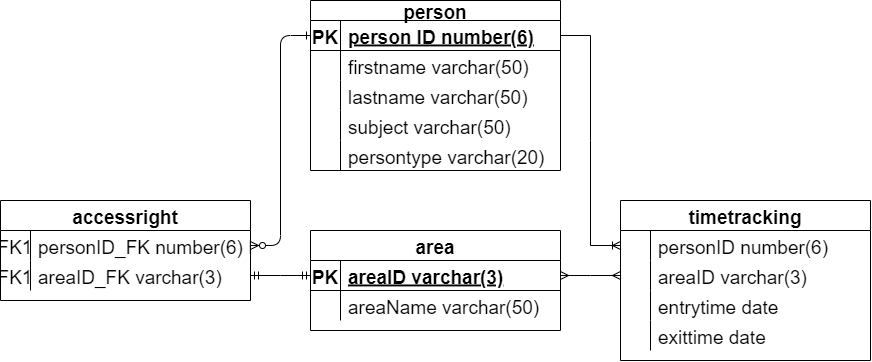 person
PK person ID number(6)
firstname varchar(50)
lastname varchar(50)
subject varchar(50)
persontype varchar(20)
accessright
FK1 personID_FK number(6)
FK1 areaID_FK varchar(3)
area
PK areaID varchar(3)
areaName varchar(50)
timetracking
personID number(6)
areaID varchar(3)
entrytime date
exittime date